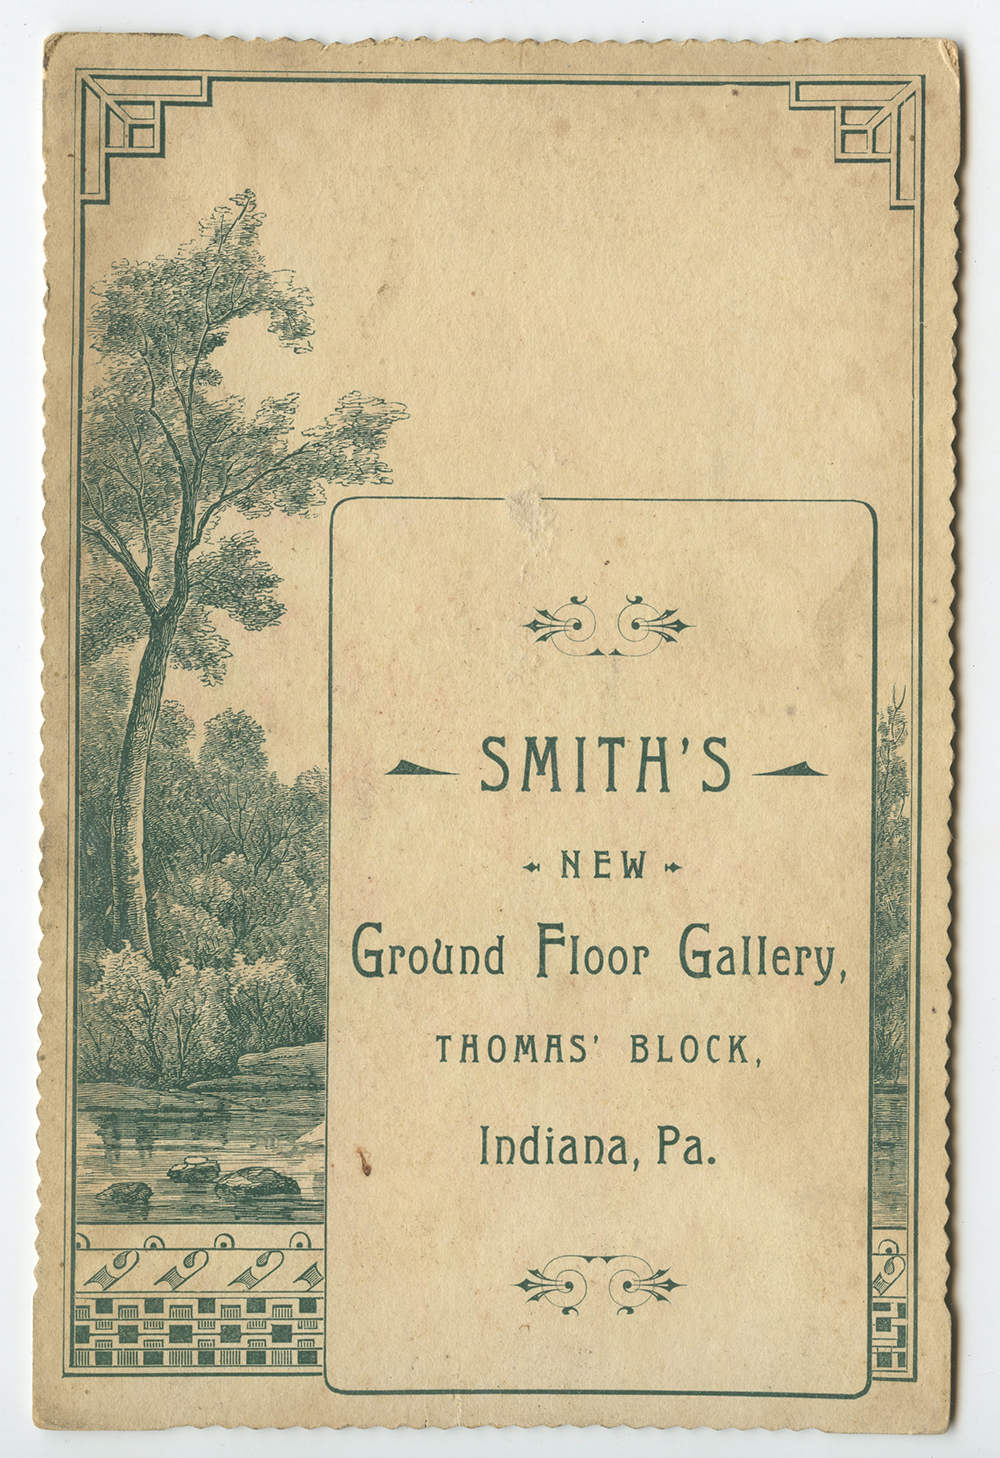 SMITH'S
NEW
Ground Floor Gallery,
THOMAS' BLOCK,
Indiana, Pa.